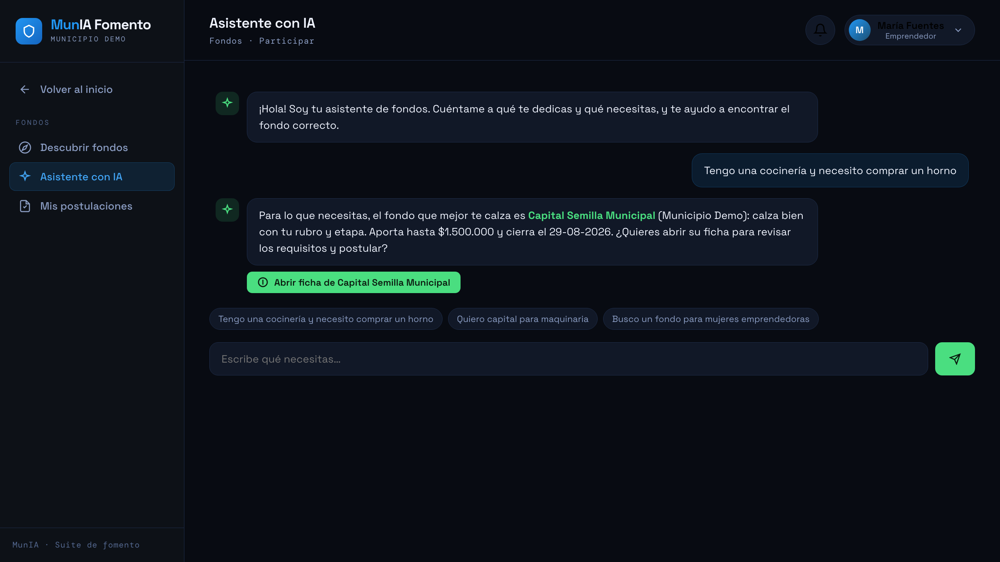 MunIA Fomento
MUNICIPIO DEMO
Volver al inicio
FONDOS
Descubrir fondos
Asistente con IA
Mis postulaciones
MunIA · Suite de fomento
Asistente con IA
Fondos · Participar
M
María Fuentes
Emprendedor
¡Hola! Soy tu asistente de fondos. Cuéntame a qué te dedicas y qué necesitas, y te ayudo a encontrar el
fondo correcto.
Tengo una cocinería y necesito comprar un horno
Para lo que necesitas, el fondo que mejor te calza es Capital Semilla Municipal (Municipio Demo): calza bien
con tu rubro y etapa. Aporta hasta $1.500.000 y cierra el 29-08-2026. ¿Quieres abrir su ficha para revisar
los requisitos y postular?
Abrir ficha de Capital Semilla Municipal
Tengo una cocinería y necesito comprar un horno
Quiero capital para maquinaria
Busco un fondo para mujeres emprendedoras
Escribe qué necesitas...